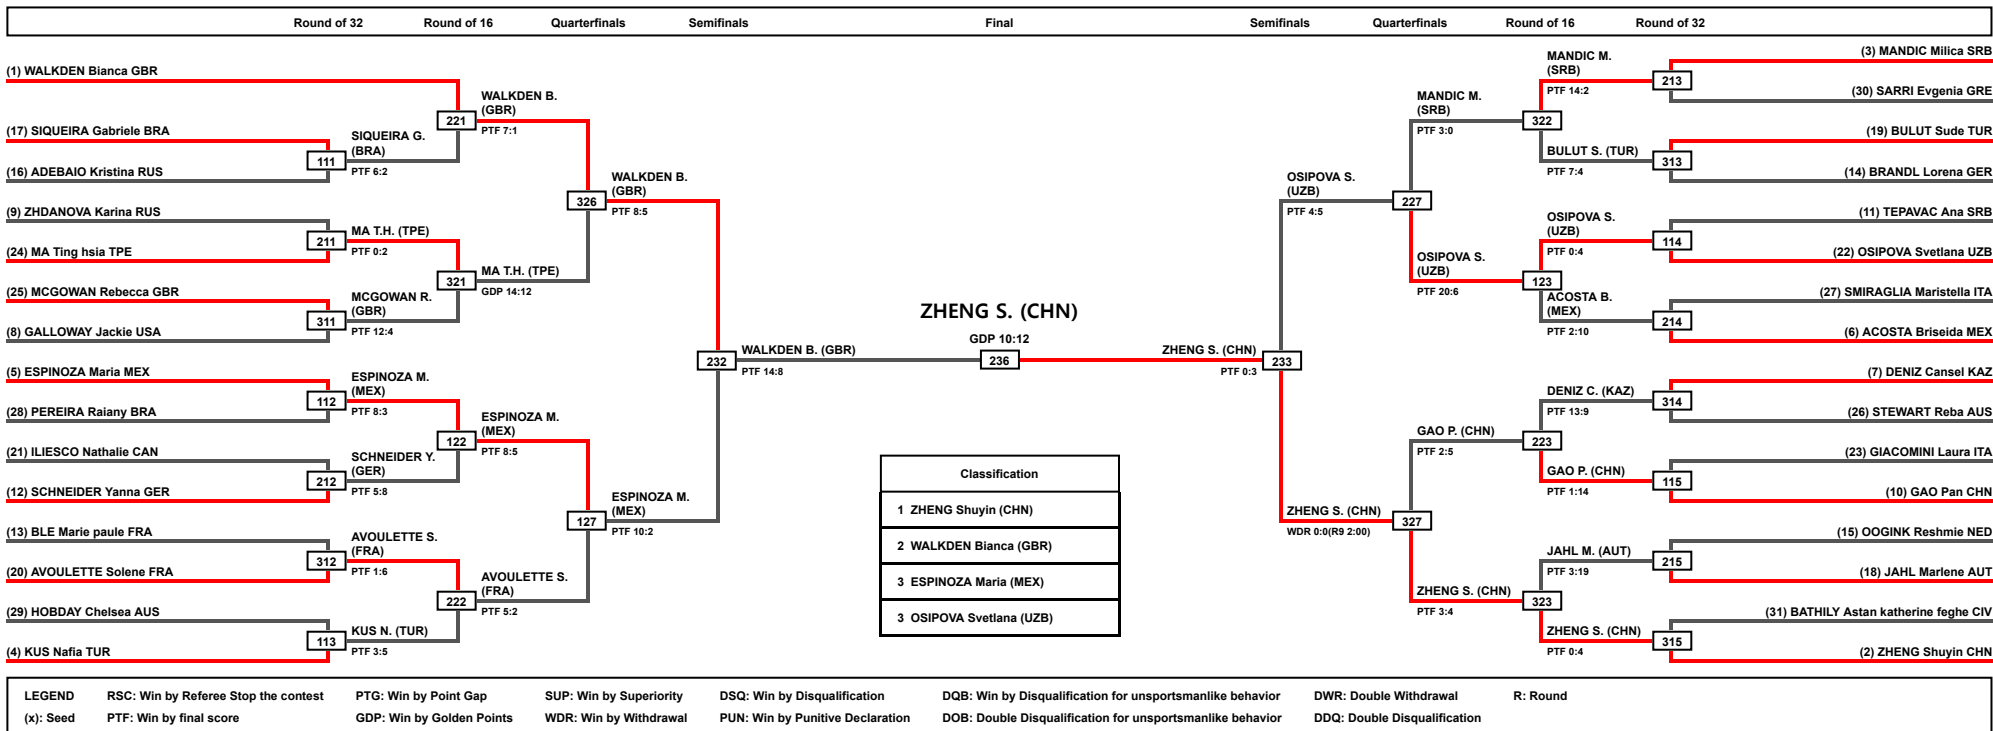 Round of 32 Round of 16 Quarterfinals Semifinals Final Semifinals Quarterfinals Round of 16 Round of 32
(1) WALKDEN Bianca GBR
(17) SIQUEIRA Gabriele BRA
(16) ADEBAIO Kristina RUS
(9) ZHDANOVA Karina RUS
(24) MA Ting hsia TPE
(25) MCGOWAN Rebecca GBR
(8) GALLOWAY Jackie USA
(5) ESPINOZA Maria MEX
(28) PEREIRA Raiany BRA
(21) ILIESCO Nathalie CAN
(12) SCHNEIDER Yanna GER
(13) BLE Marie paule FRA
(20) AVOULETTE Solene FRA
(29) HOBDAY Chelsea AUS
(4) KUS Nafia TUR
111
211
311
112
212
312
113
SIQUEIRA G.
(BRA)
PTF 6:2
MA T.H. (TPE)
PTF 0:2
MCGOWAN R.
(GBR)
PTF 12:4
ESPINOZA M.
(MEX)
PTF 8:3
SCHNEIDER Y.
(GER)
PTF 5:8
AVOULETTE S.
(FRA)
PTF 1:6
KUS N. (TUR)
PTF 3:5
221
321
122
222
WALKDEN B.
(GBR)
PTF 7:1
MA T.H. (TPE)
GDP 14:12
ESPINOZA M.
(MEX)
PTF 8:5
AVOULETTE S.
(FRA)
PTF 5:2
326
127
WALKDEN B.
(GBR)
PTF 8:5
ESPINOZA M.
(MEX)
PTF 10:2
232
WALKDEN B. (GBR)
PTF 14:8
ZHENG S. (CHN)
GDP 10:12
236
Classification
1 ZHENG Shuyin (CHN)
2 WALKDEN Bianca (GBR)
3 ESPINOZA Maria (MEX)
3 OSIPOVA Svetlana (UZB)
ZHENG S. (CHN)
PTF 0:3
233
OSIPOVA S.
(UZB)
PTF 4:5
ZHENG S. (CHN)
WDR 0:0(R9 2:00)
227
327
MANDIC M.
(SRB)
PTF 3:0
OSIPOVA S.
(UZB)
PTF 20:6
GAO P. (CHN)
PTF 2:5
ZHENG S. (CHN)
PTF 3:4
322
123
223
323
MANDIC M.
(SRB)
PTF 14:2
BULUT S. (TUR)
PTF 7:4
OSIPOVA S.
(UZB)
PTF 0:4
ACOSTA B.
(MEX)
PTF 2:10
DENIZ C. (KAZ)
PTF 13:9
GAO P. (CHN)
PTF 1:14
JAHL M. (AUT)
PTF 3:19
ZHENG S. (CHN)
PTF 0:4
213
313
114
214
314
115
215
315
(3) MANDIC Milica SRB
(30) SARRI Evgenia GRE
(19) BULUT Sude TUR
(14) BRANDL Lorena GER
(11) TEPAVAC Ana SRB
(22) OSIPOVA Svetlana UZB
(27) SMIRAGLIA Maristella ITA
(6) ACOSTA Briseida MEX
(7) DENIZ Cansel KAZ
(26) STEWART Reba AUS
(23) GIACOMINI Laura ITA
(10) GAO Pan CHN
(15) OOGINK Reshmie NED
(18) JAHL Marlene AUT
(31) BATHILY Astan katherine feghe CIV
(2) ZHENG Shuyin CHN
LEGEND RSC: Win by Referee Stop the contest PTG: Win by Point Gap SUP: Win by Superiority DSQ: Win by Disqualification DQB: Win by Disqualification for unsportsmanlike behavior DWR: Double Withdrawal R: Round
(x): Seed PTF: Win by final score GDP: Win by Golden Points WDR: Win by Withdrawal PUN: Win by Punitive Declaration DOB: Double Disqualification for unsportsmanlike behavior DDQ: Double Disqualification